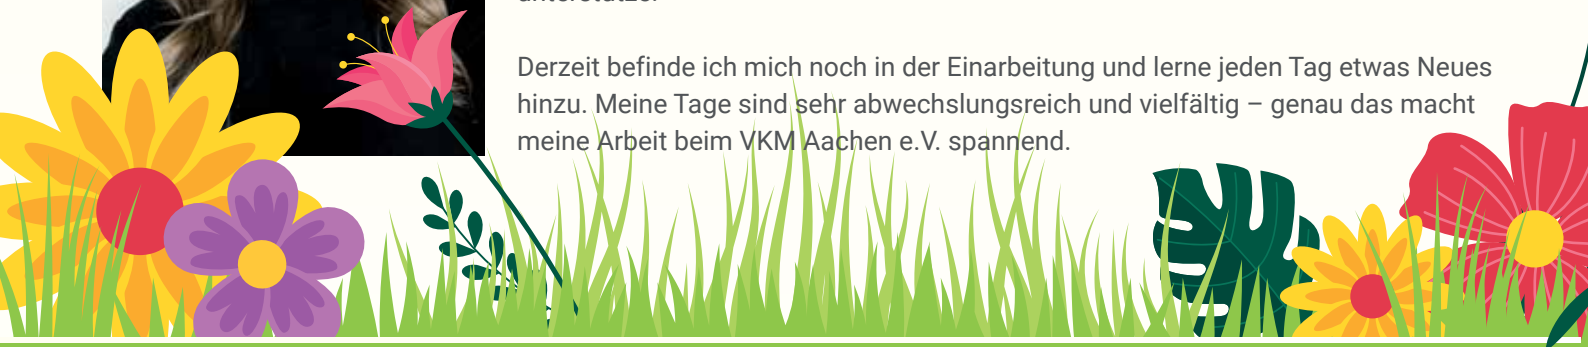 Derzeit befinde ich mich noch in der Einarbeitung und lerne jeden Tag etwas Neues
hinzu. Meine Tage sind sehr abwechslungsreich und vielfältig – genau das macht
meine Arbeit beim VKM Aachen e.V. spannend.